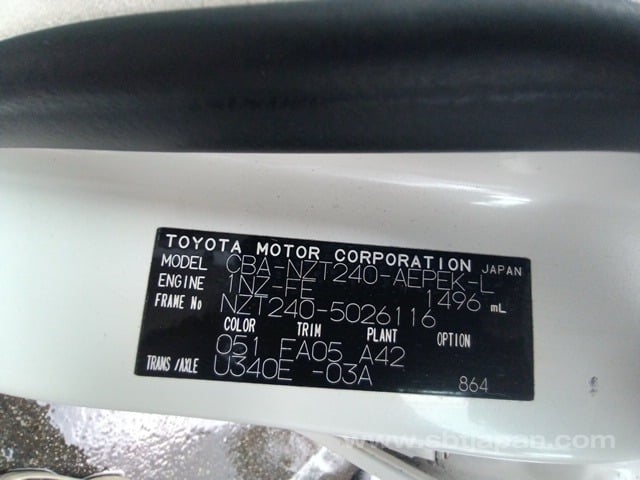 TOYOTA MOTOR CORPORATION JAPAN
MODEL CBA-NZT240-AEPEK-L
ENGINE 1NZ-FE 1496 mL
FRAME No NZT240-5026116
COLOR TRIM PLANT OPTION
051 FA05 A42
TRANS/AXLE U340E -03A 864
www.sbtjapan.com